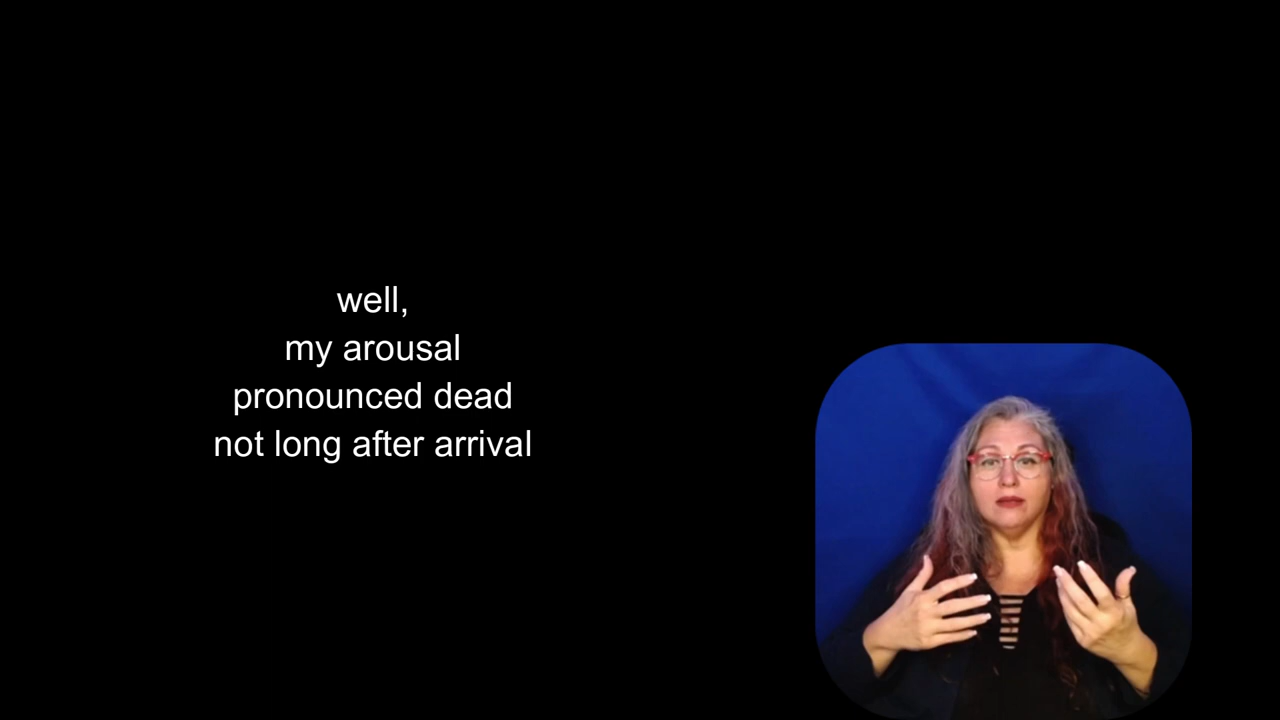 well,
my arousal
pronounced dead
not long after arrival